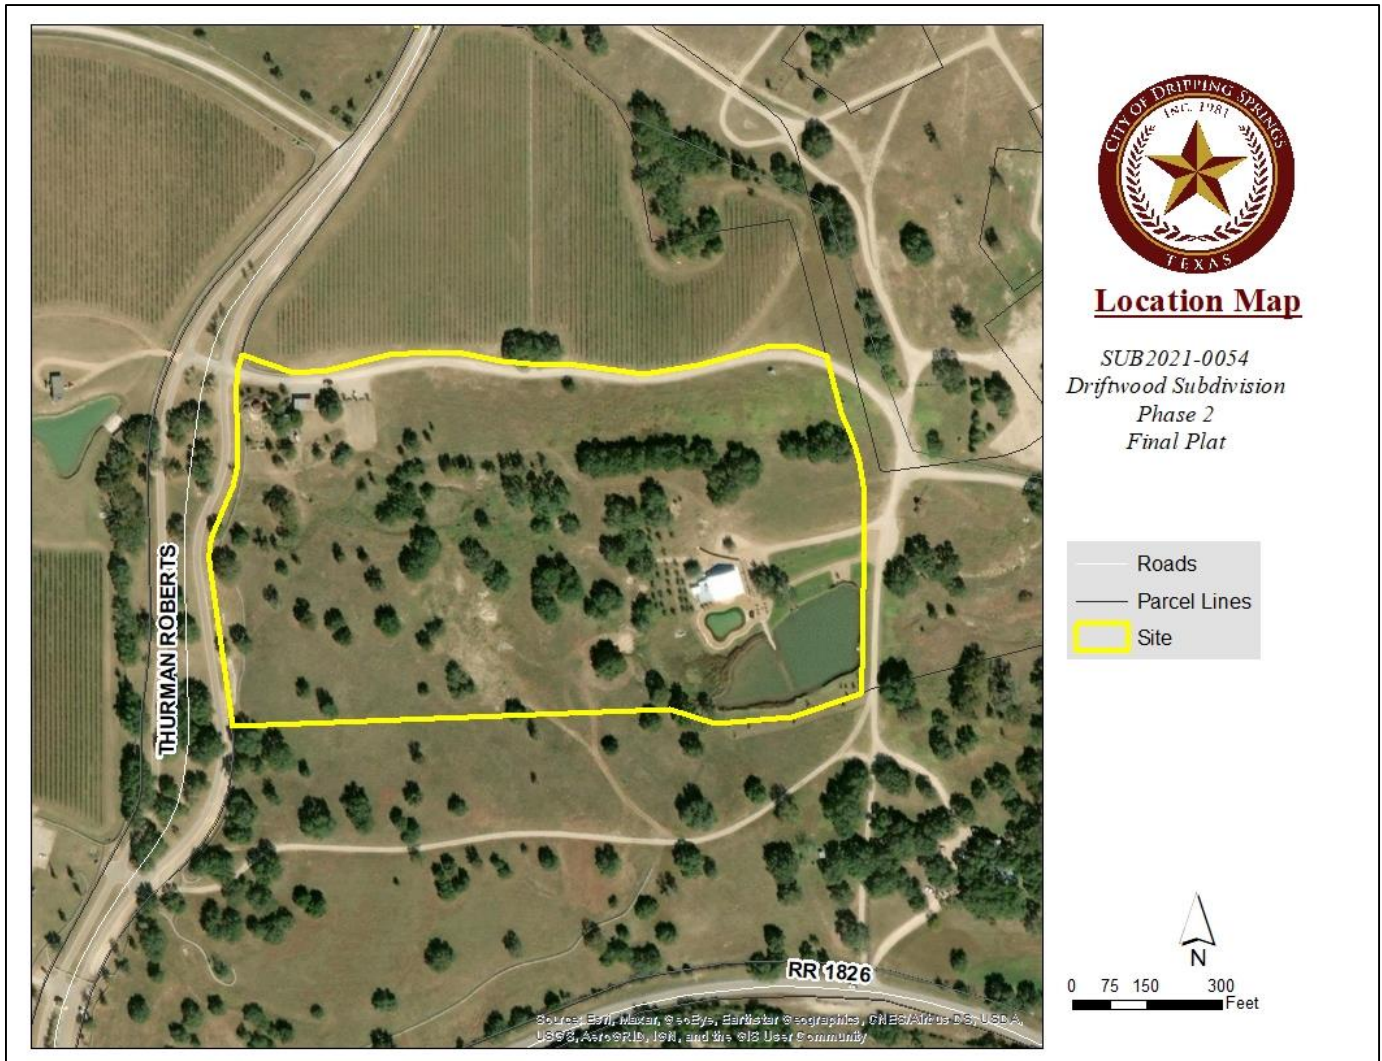 CITY OF DRIPPING SPRINGS
INC. 1981
TEXAS
Location Map
SUB2021-0054
Driftwood Subdivision
Phase 2
Final Plat
Roads
Parcel Lines
Site
THURMAN ROBERTS
RR 1826
N
0 75 150 300
Feet
Source: Esri, Maxar, GeoEye, Earthstar Geographics, CNES/Airbus DS, USDA,
USGS, AeroGRID, IGN, and the GIS User Community